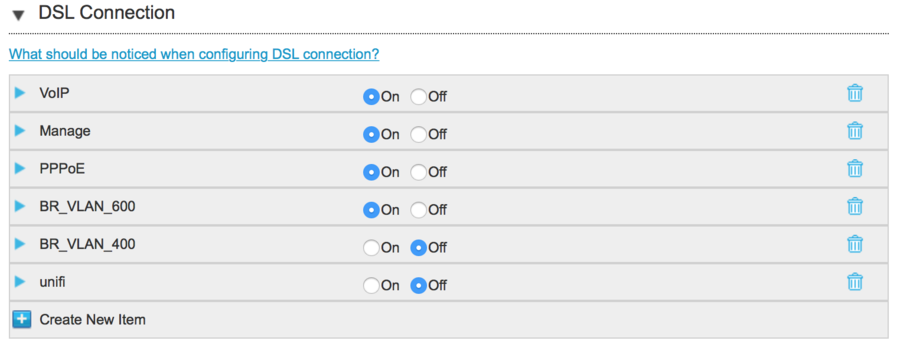 DSL Connection
What should be noticed when configuring DSL connection?
VoIP On Off
Manage On Off
PPPoE On Off
BR_VLAN_600 On Off
BR_VLAN_400 On Off
unifi On Off
Create New Item